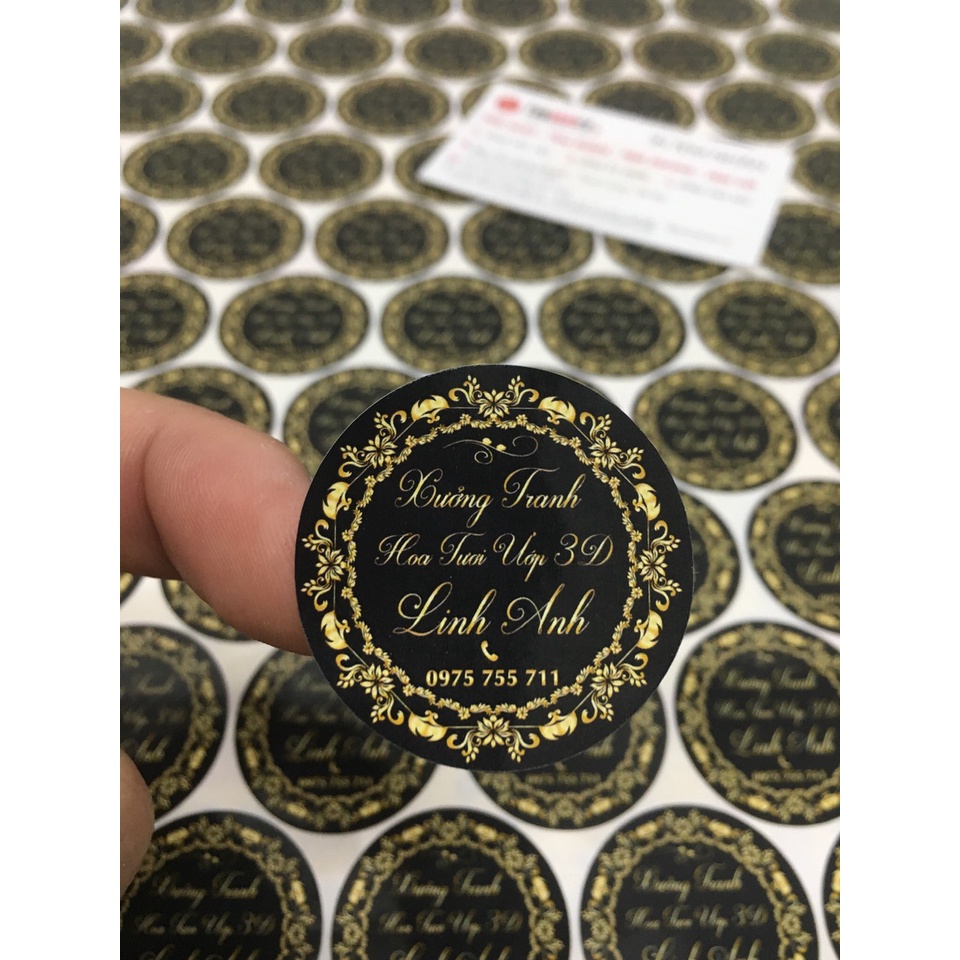 Xưởng Tranh
Hoa Tươi Ướp 3D
Linh Anh
0975 755 711